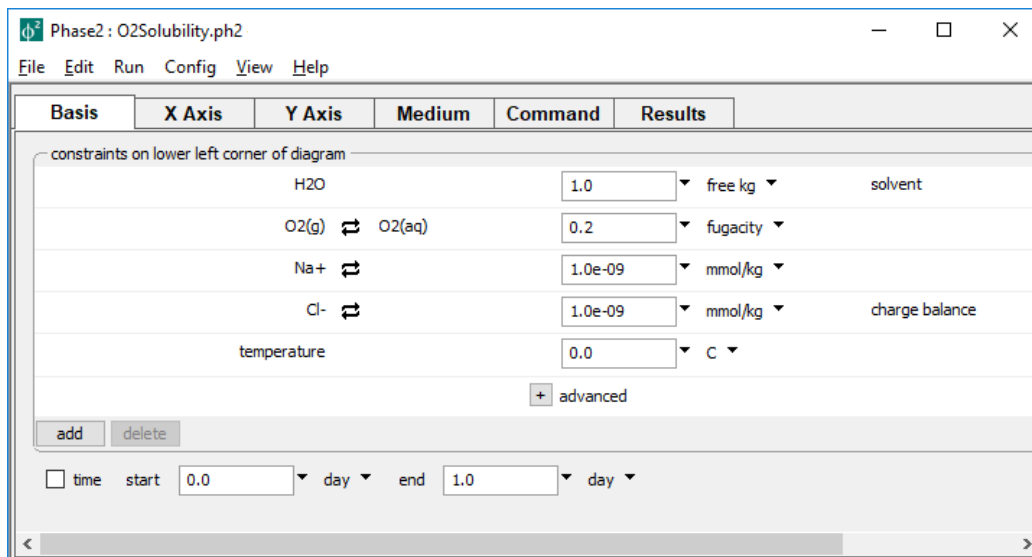 Phase2 : O2Solubility.ph2
File Edit Run Config View Help
Basis X Axis Y Axis Medium Command Results
constraints on lower left corner of diagram
H2O 1.0 free kg solvent
O2(g) O2(aq) 0.2 fugacity
Na+ 1.0e-09 mmol/kg
Cl- 1.0e-09 mmol/kg charge balance
temperature 0.0 C
+ advanced
add delete
time start 0.0 day end 1.0 day